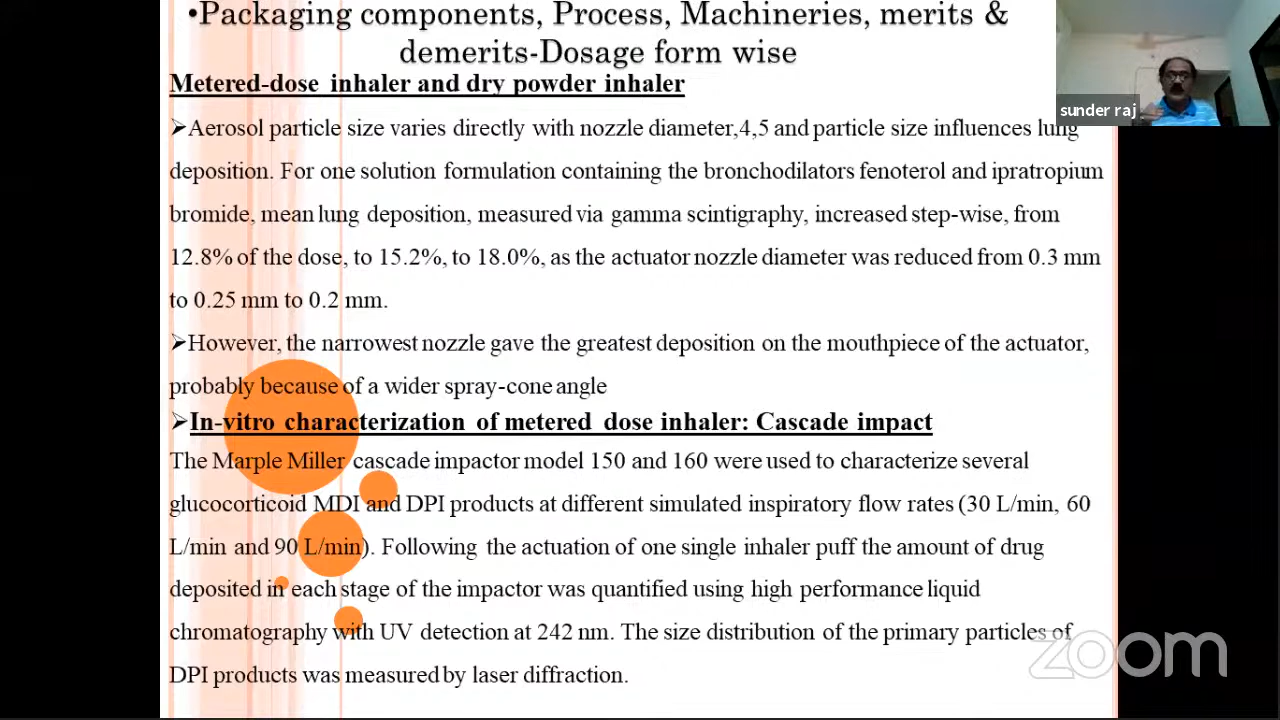 •Packaging components, Process, Machineries, merits &
demerits-Dosage form wise
Metered-dose inhaler and dry powder inhaler
sunder raj
➢Aerosol particle size varies directly with nozzle diameter,4,5 and particle size influences lung
deposition. For one solution formulation containing the bronchodilators fenoterol and ipratropium
bromide, mean lung deposition, measured via gamma scintigraphy, increased step-wise, from
12.8% of the dose, to 15.2%, to 18.0%, as the actuator nozzle diameter was reduced from 0.3 mm
to 0.25 mm to 0.2 mm.
➢However, the narrowest nozzle gave the greatest deposition on the mouthpiece of the actuator,
probably because of a wider spray-cone angle
➢In-vitro characterization of metered dose inhaler: Cascade impact
The Marple Miller cascade impactor model 150 and 160 were used to characterize several
glucocorticoid MDI and DPI products at different simulated inspiratory flow rates (30 L/min, 60
L/min and 90 L/min). Following the actuation of one single inhaler puff the amount of drug
deposited in each stage of the impactor was quantified using high performance liquid
chromatography with UV detection at 242 nm. The size distribution of the primary particles of
DPI products was measured by laser diffraction.
zoom